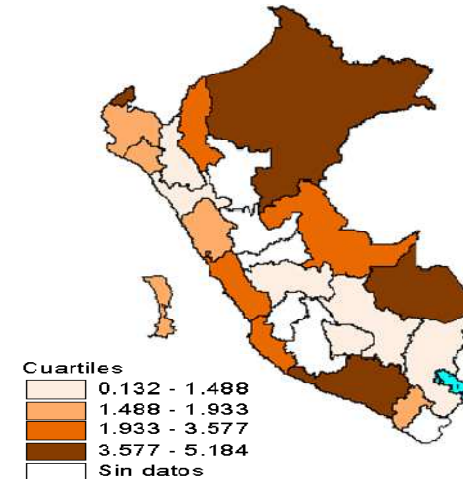 Cuartiles
0.132 - 1.488
1.488 - 1.933
1.933 - 3.577
3.577 - 5.184
Sin datos